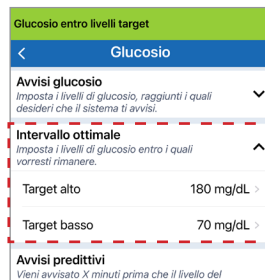 Glucosio entro livelli target
Glucosio
Avvisi glucosio
Imposta i livelli di glucosio, raggiunti i quali
desideri che il sistema ti avvisi.
Intervallo ottimale
Imposta i livelli di glucosio entro i quali
vorresti rimanere.
Target alto 180 mg/dL
Target basso 70 mg/dL
Avvisi predittivi
Vieni avvisato X minuti prima che il livello del